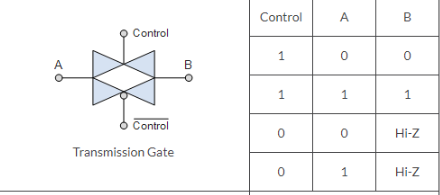 Control
A B
Control
Transmission Gate
Control A B
1 0 0
1 1 1
0 0 Hi-Z
0 1 Hi-Z